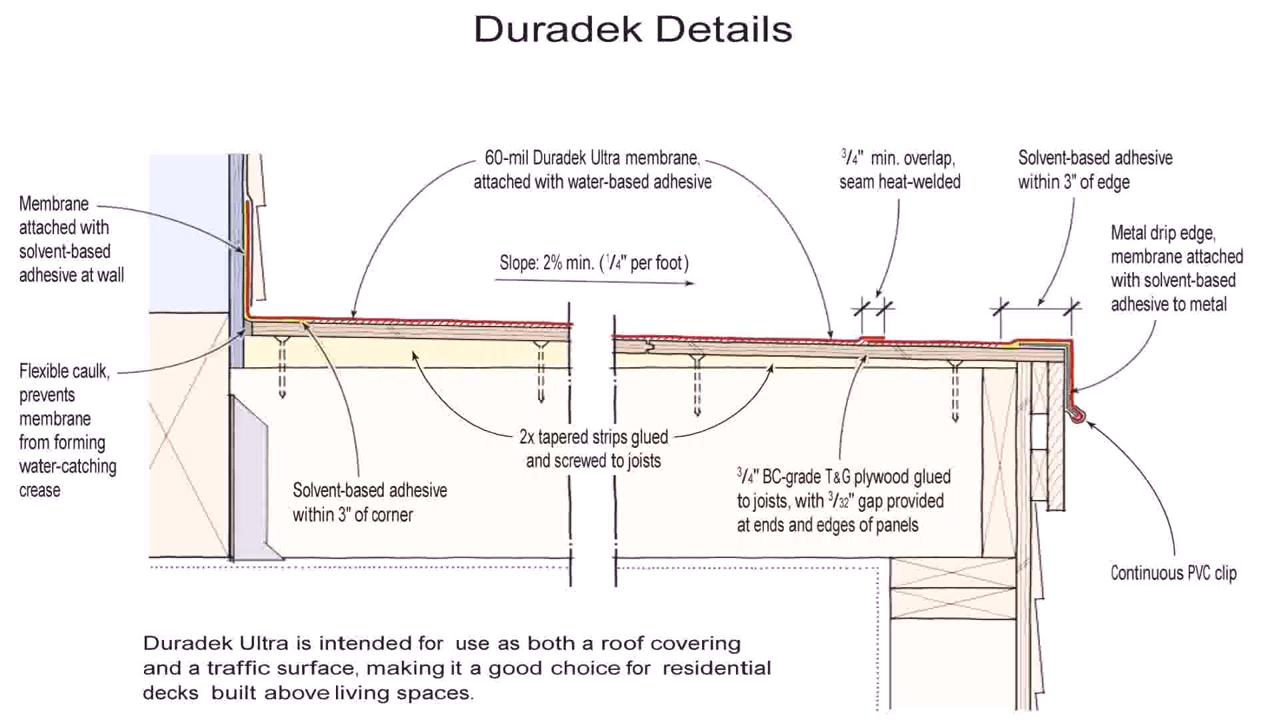 Duradek Details
60-mil Duradek Ultra membrane,
attached with water-based adhesive
3/4" min. overlap,
seam heat-welded
Solvent-based adhesive
within 3" of edge
Membrane
attached with
solvent-based
adhesive at wall
Metal drip edge,
membrane attached
with solvent-based
adhesive to metal
Slope: 2% min. (1/4" per foot)
Flexible caulk,
prevents
membrane
from forming
water-catching
crease
2x tapered strips glued
and screwed to joists
Solvent-based adhesive
within 3" of corner
3/4" BC-grade T&G plywood glued
to joists, with 3/32" gap provided
at ends and edges of panels
Continuous PVC clip
Duradek Ultra is intended for use as both a roof covering
and a traffic surface, making it a good choice for residential
decks built above living spaces.